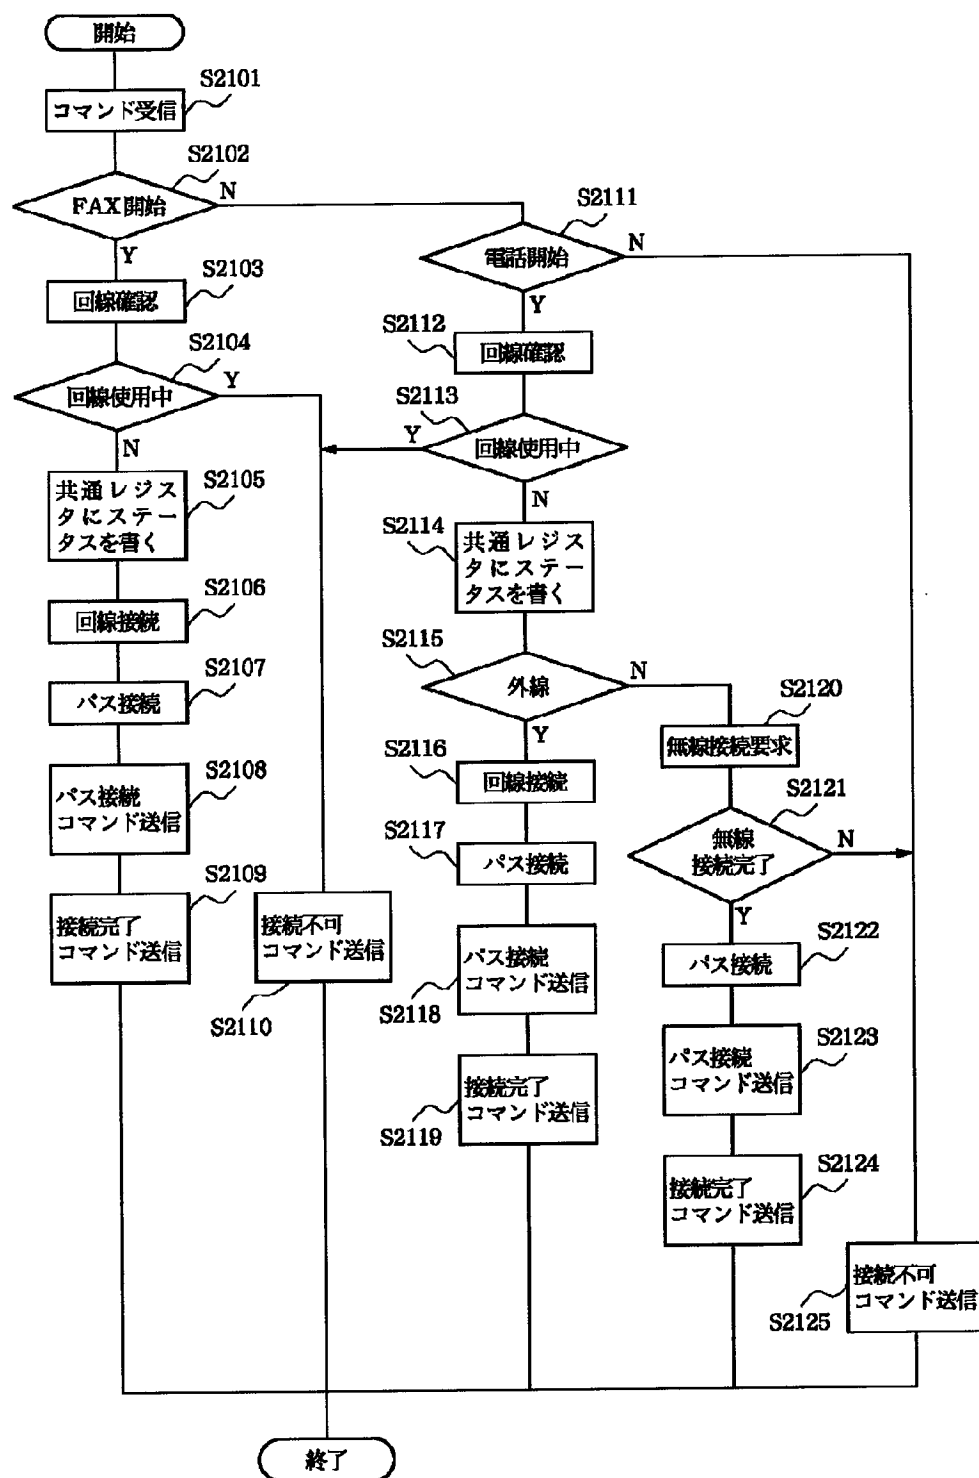 開始
S2101
コマンド受信
S2102
FAX開始
N
Y
S2103
回線確認
S2104
回線使用中
Y
N
S2105
共通レジス
タにステー
タスを書く
S2106
回線接続
S2107
パス接続
S2108
パス接続
コマンド送信
S2109
接続完了
コマンド送信
接続不可
コマンド送信
S2110
S2111
電話開始
N
Y
S2112
回線確認
S2113
回線使用中
Y
N
S2114
共通レジス
タにステー
タスを書く
S2115
外線
N
Y
S2116
回線接続
S2117
パス接続
パス接続
コマンド送信
S2118
接続完了
コマンド送信
S2119
S2120
無線接続要求
S2121
無線
接続完了
N
Y
S2122
パス接続
S2123
パス接続
コマンド送信
S2124
接続完了
コマンド送信
接続不可
コマンド送信
S2125
終了